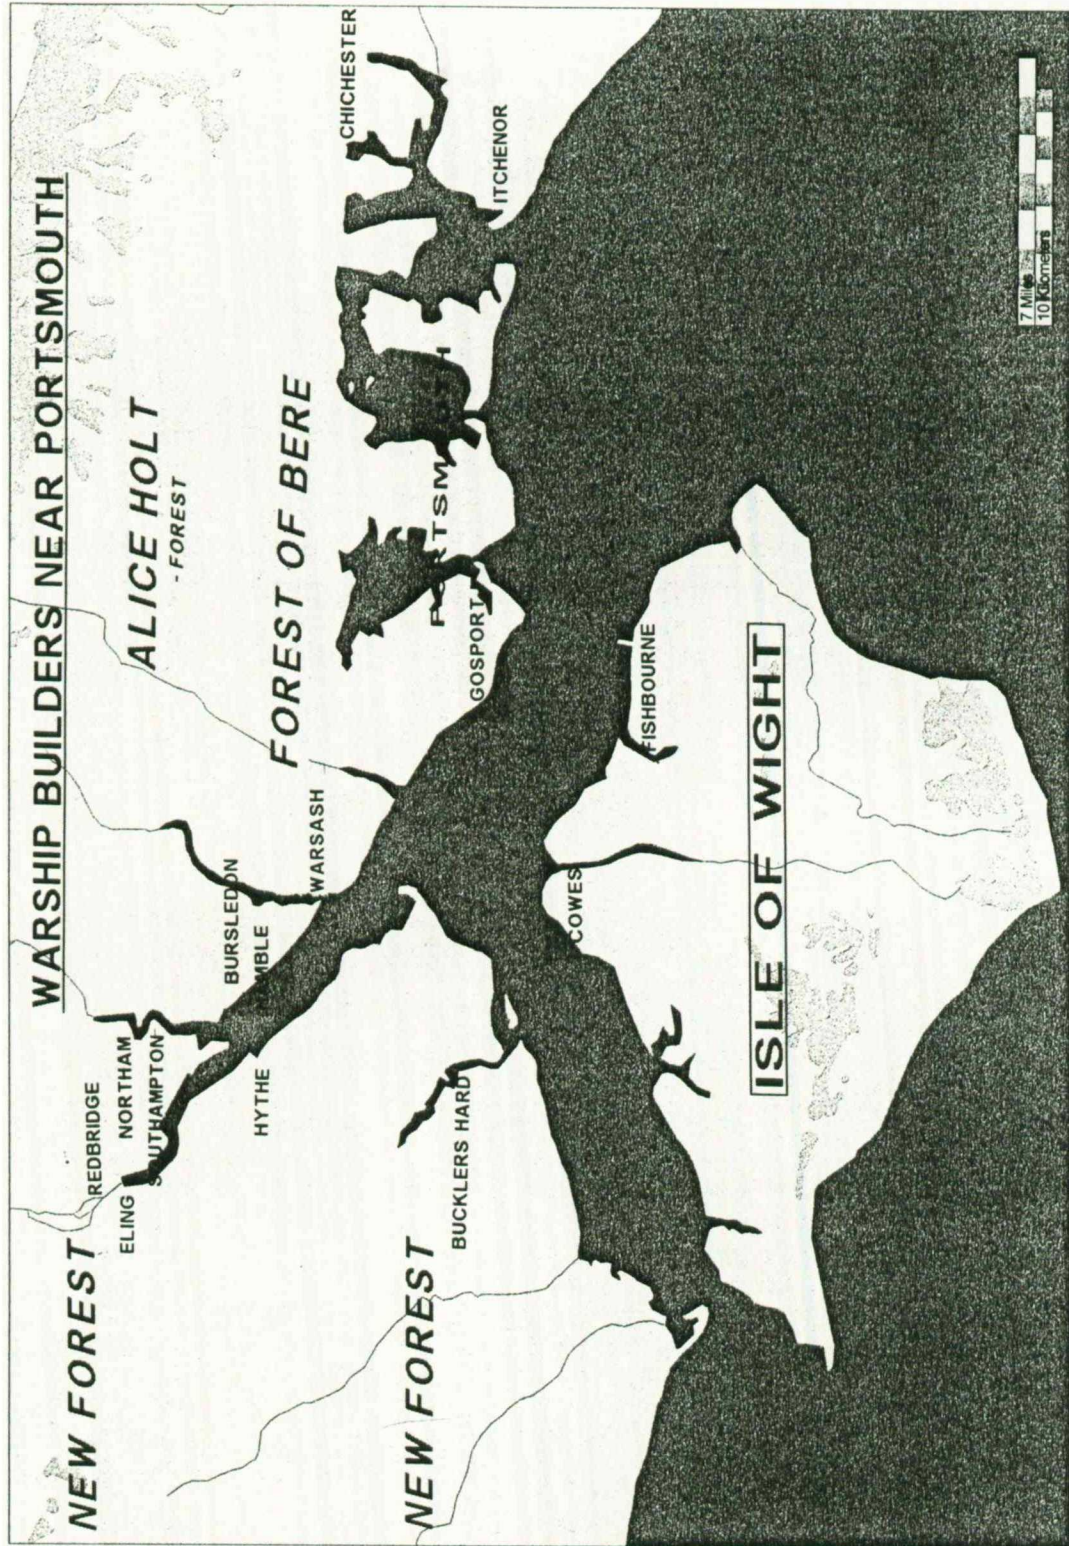 WARSHIP BUILDERS NEAR PORTSMOUTH
NEW FOREST
REDBRIDGE
ELING
NORTHAM
SOUTHAMPTON
ALICE HOLT
- FOREST
BURSLEDON
HYTHE
WARSASH
FOREST OF BERE
CHICHESTER
NEW FOREST
BUCKLERS HARD
GOSPORT
ITCHENOR
COWES
FISHBOURNE
ISLE OF WIGHT
7 Miles
10 Kilometers